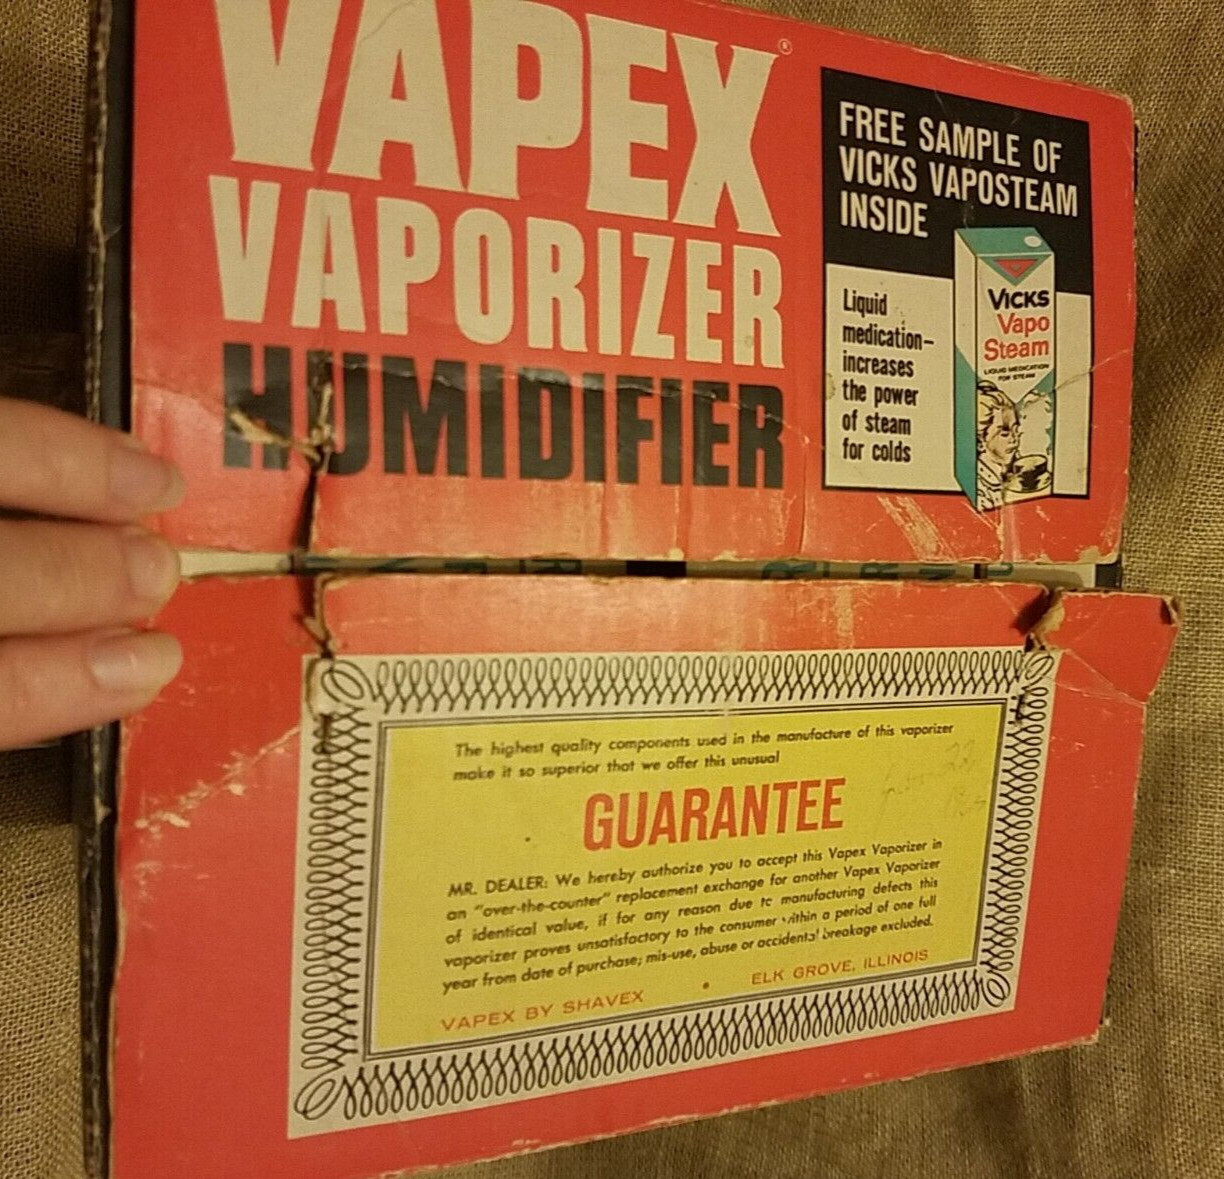 VAPEX®
VAPORIZER
HUMIDIFIER
FREE SAMPLE OF
VICKS VAPOSTEAM
INSIDE
Liquid
medication–
increases
the power
of steam
for colds
VICKS
Vapo
Steam
LIQUID MEDICATION
FOR STEAM
The highest quality components used in the manufacture of this vaporizer
make it so superior that we offer this unusual
GUARANTEE
MR. DEALER: We hereby authorize you to accept this Vapex Vaporizer in
an "over-the-counter" replacement exchange for another Vapex Vaporizer
of identical value, if for any reason due to manufacturing defects this
vaporizer proves unsatisfactory to the consumer within a period of one full
year from date of purchase; mis-use, abuse or accidental breakage excluded.
VAPEX BY SHAVEX • ELK GROVE, ILLINOIS